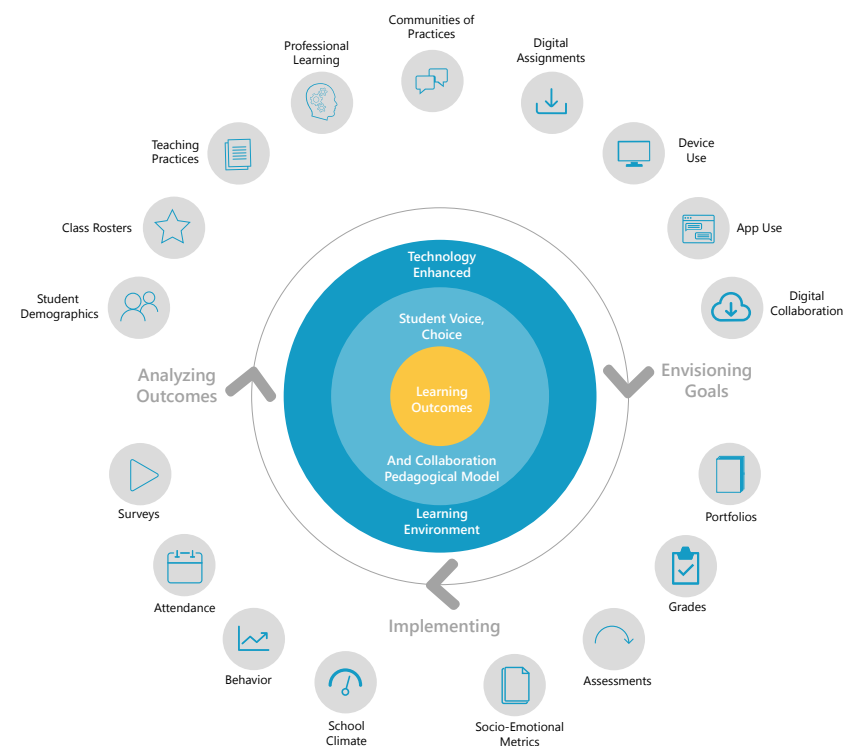 Communities of
Practices
Professional
Learning
Digital
Assignments
Teaching
Practices
Device
Use
Class Rosters
App Use
Student
Demographics
Digital
Collaboration
Technology
Enhanced
Student Voice,
Choice
Learning
Outcomes
And Collaboration
Pedagogical Model
Learning
Environment
Analyzing
Outcomes
Envisioning
Goals
Implementing
Surveys
Portfolios
Attendance
Grades
Behavior
Assessments
School
Climate
Socio-Emotional
Metrics